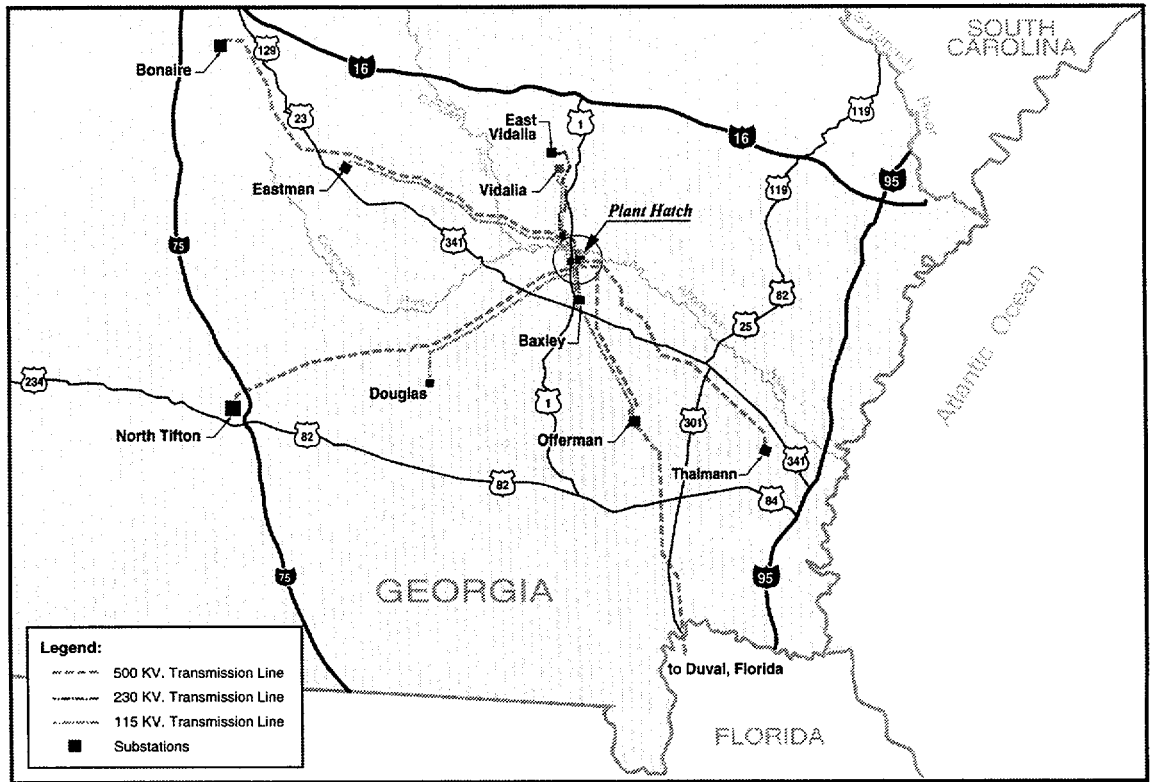 SOUTH
CAROLINA
129
Bonaire
16
119
23
1
East
Vidalia
16
Eastman
Vidalia
95
119
Plant Hatch
75
341
82
25
Baxley
Atlantic Ocean
234
Douglas
1
301
North Tifton
82
Offerman
Thalmann
341
82
84
75
95
GEORGIA
Legend:
500 KV. Transmission Line
230 KV. Transmission Line
115 KV. Transmission Line
Substations
to Duval, Florida
FLORIDA